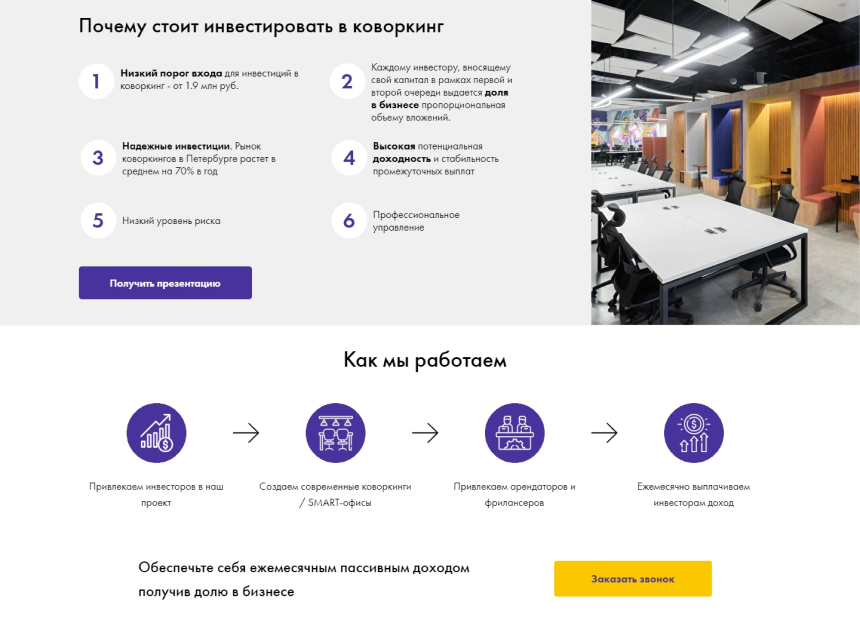 Почему стоит инвестировать в коворкинг
1
Низкий порог входа для инвестиций в
коворкинг - от 1.9 млн руб.
2
Каждому инвестору, вносящему
свой капитал в рамках первой и
второй очереди выдается доля
в бизнесе пропорциональная
объему вложений.
3
Надежные инвестиции. Рынок
коворкингов в Петербурге растет в
среднем на 70% в год
4
Высокая потенциальная
доходность и стабильность
промежуточных выплат
5
Низкий уровень риска
6
Профессиональное
управление
Получить презентацию
Как мы работаем
Привлекаем инвесторов в наш
проект
Создаем современные коворкинги
/ SMART-офисы
Привлекаем арендаторов и
фрилансеров
Ежемесячно выплачиваем
инвесторам доход
Обеспечьте себя ежемесячным пассивным доходом
получив долю в бизнесе
Заказать звонок